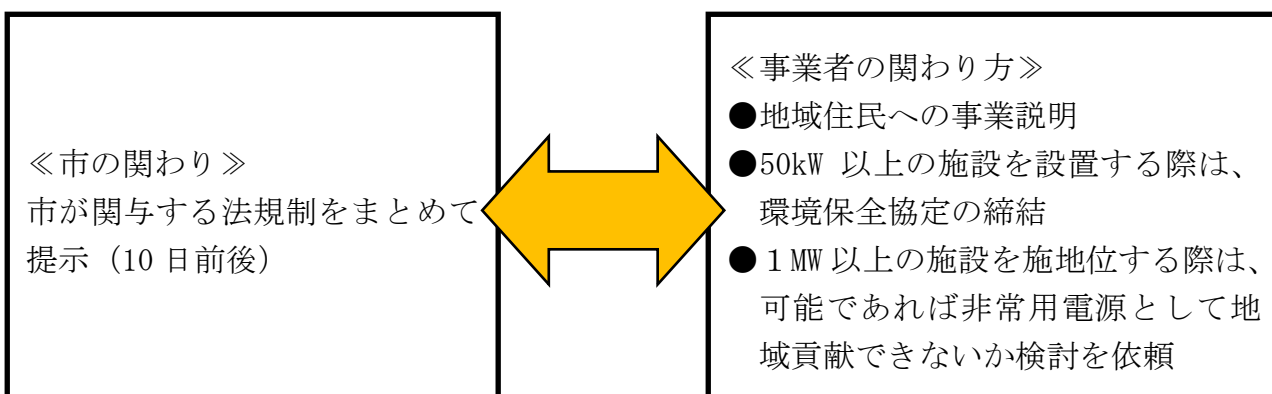 ≪市の関わり≫
市が関与する法規制をまとめて
提示（10 日前後）
≪事業者の関わり方≫
●地域住民への事業説明
●50kW 以上の施設を設置する際は、
環境保全協定の締結
●１MW 以上の施設を施地位する際は、
可能であれば非常用電源として地
域貢献できないか検討を依頼